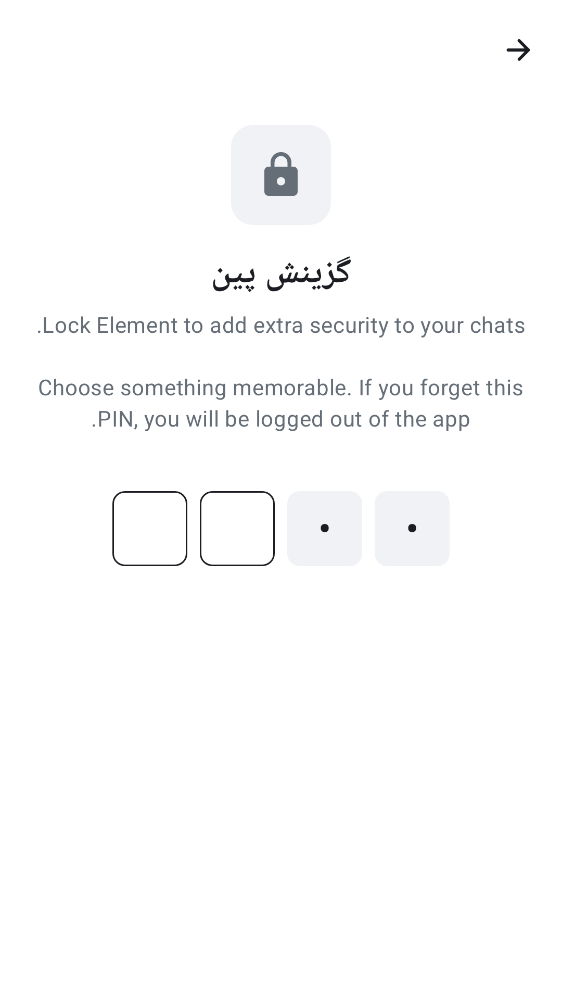 گزینش پین
.Lock Element to add extra security to your chats
Choose something memorable. If you forget this
.PIN, you will be logged out of the app